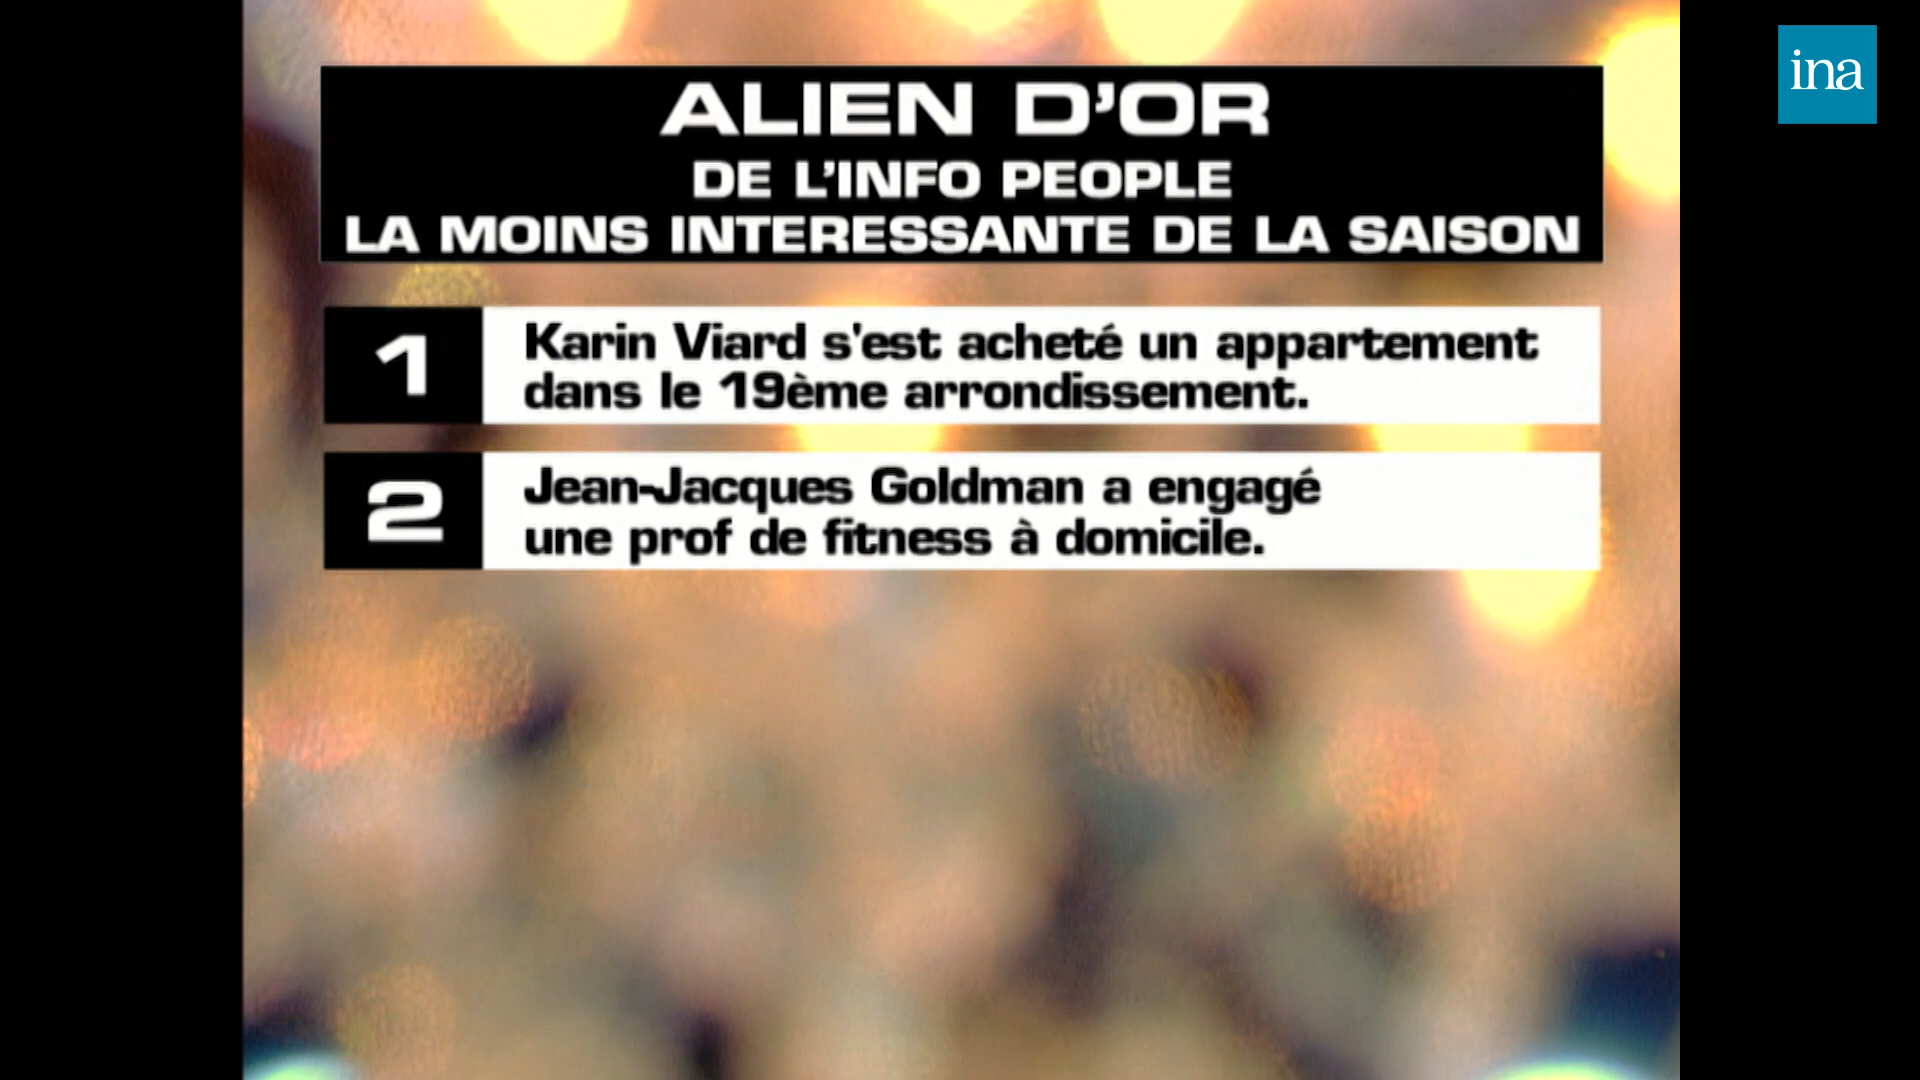 ina
ALIEN D'OR
DE L'INFO PEOPLE
LA MOINS INTERESSANTE DE LA SAISON
1
Karin Viard s'est acheté un appartement
dans le 19ème arrondissement.
2
Jean-Jacques Goldman a engagé
une prof de fitness à domicile.